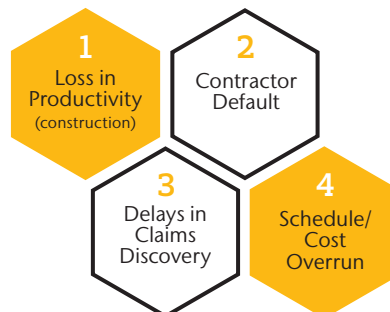 1
Loss in
Productivity
(construction)
2
Contractor
Default
3
Delays in
Claims
Discovery
4
Schedule/
Cost
Overrun